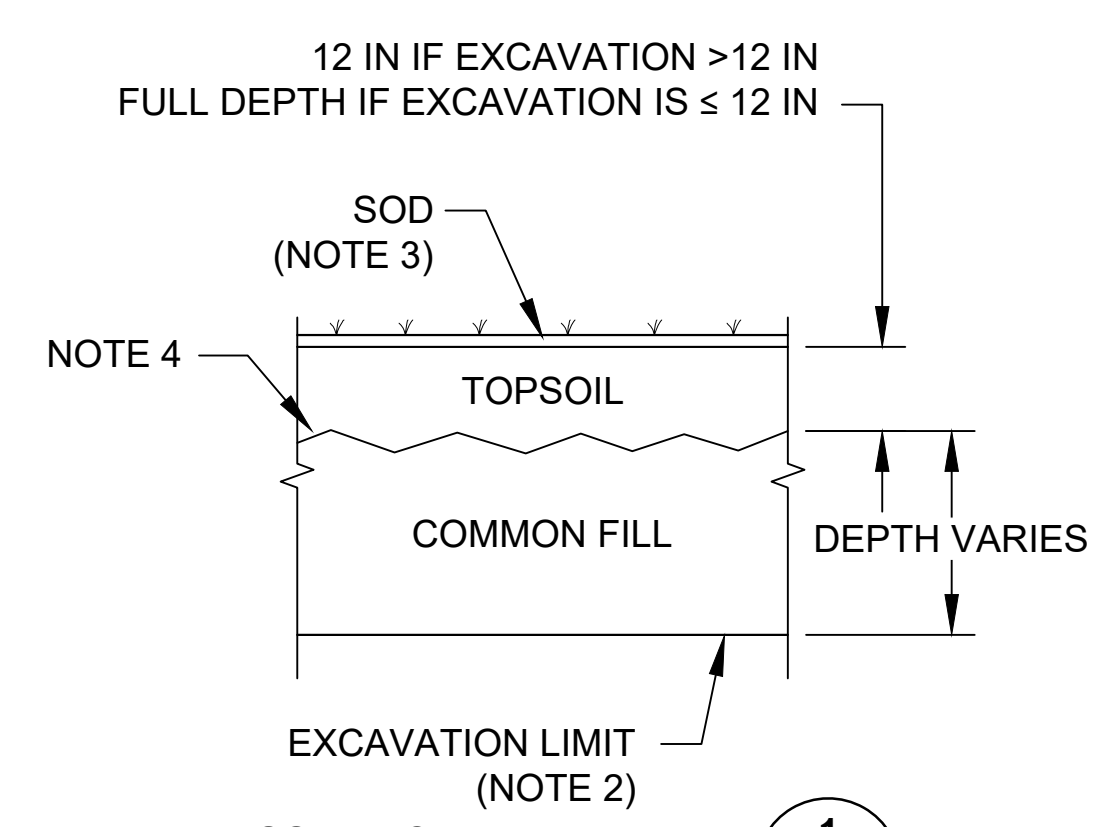 12 IN IF EXCAVATION >12 IN
FULL DEPTH IF EXCAVATION IS ≤ 12 IN
SOD
(NOTE 3)
NOTE 4
TOPSOIL
COMMON FILL
DEPTH VARIES
EXCAVATION LIMIT
(NOTE 2)
1